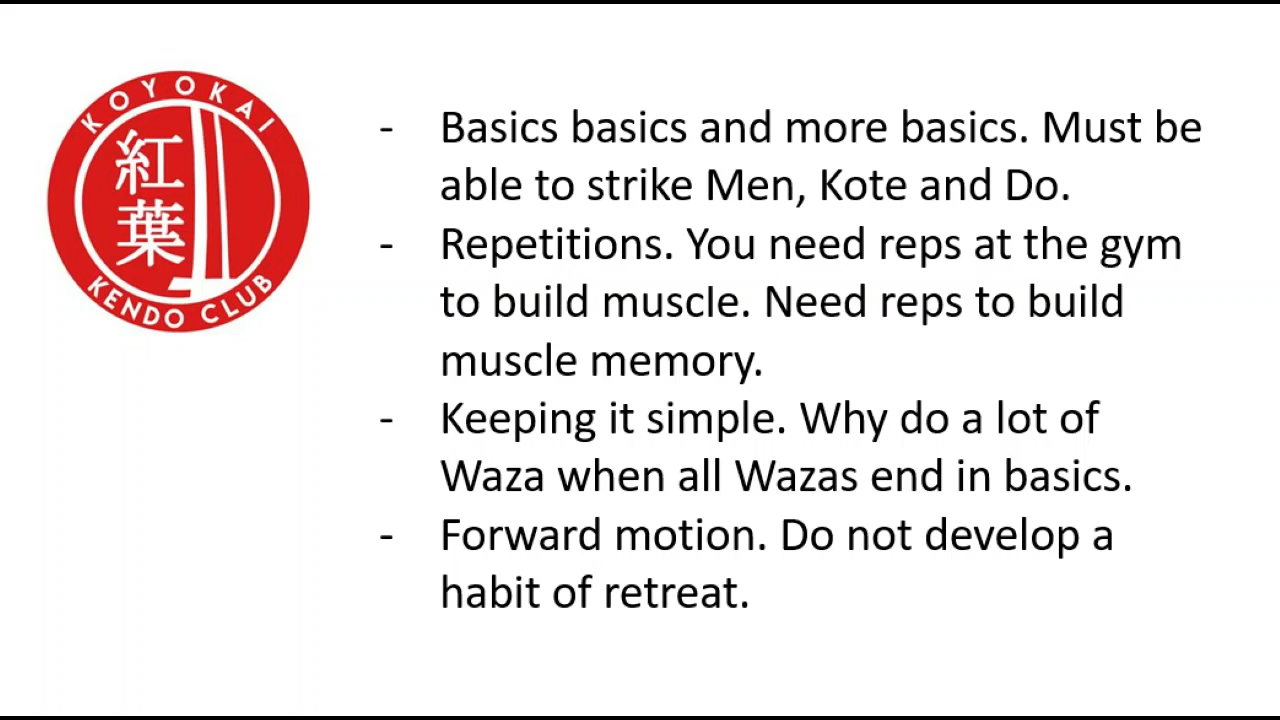 KOYOKAI
紅葉
KENDO CLUB
- Basics basics and more basics. Must be
able to strike Men, Kote and Do.
- Repetitions. You need reps at the gym
to build muscle. Need reps to build
muscle memory.
- Keeping it simple. Why do a lot of
Waza when all Wazas end in basics.
- Forward motion. Do not develop a
habit of retreat.